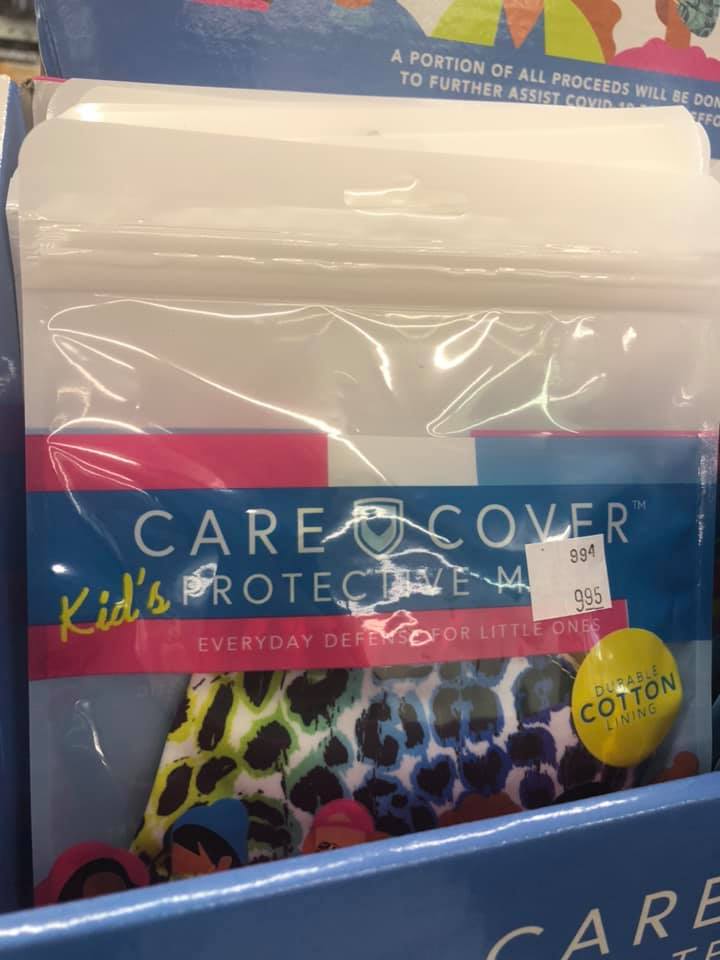 A PORTION OF ALL PROCEEDS WILL BE DON
TO FURTHER ASSIST COVID
CARE COVER™
Kid's PROTECTIVE M
994
995
EVERYDAY DEFENSE FOR LITTLE ONES
DURABLE
COTTON
LINING
CARE